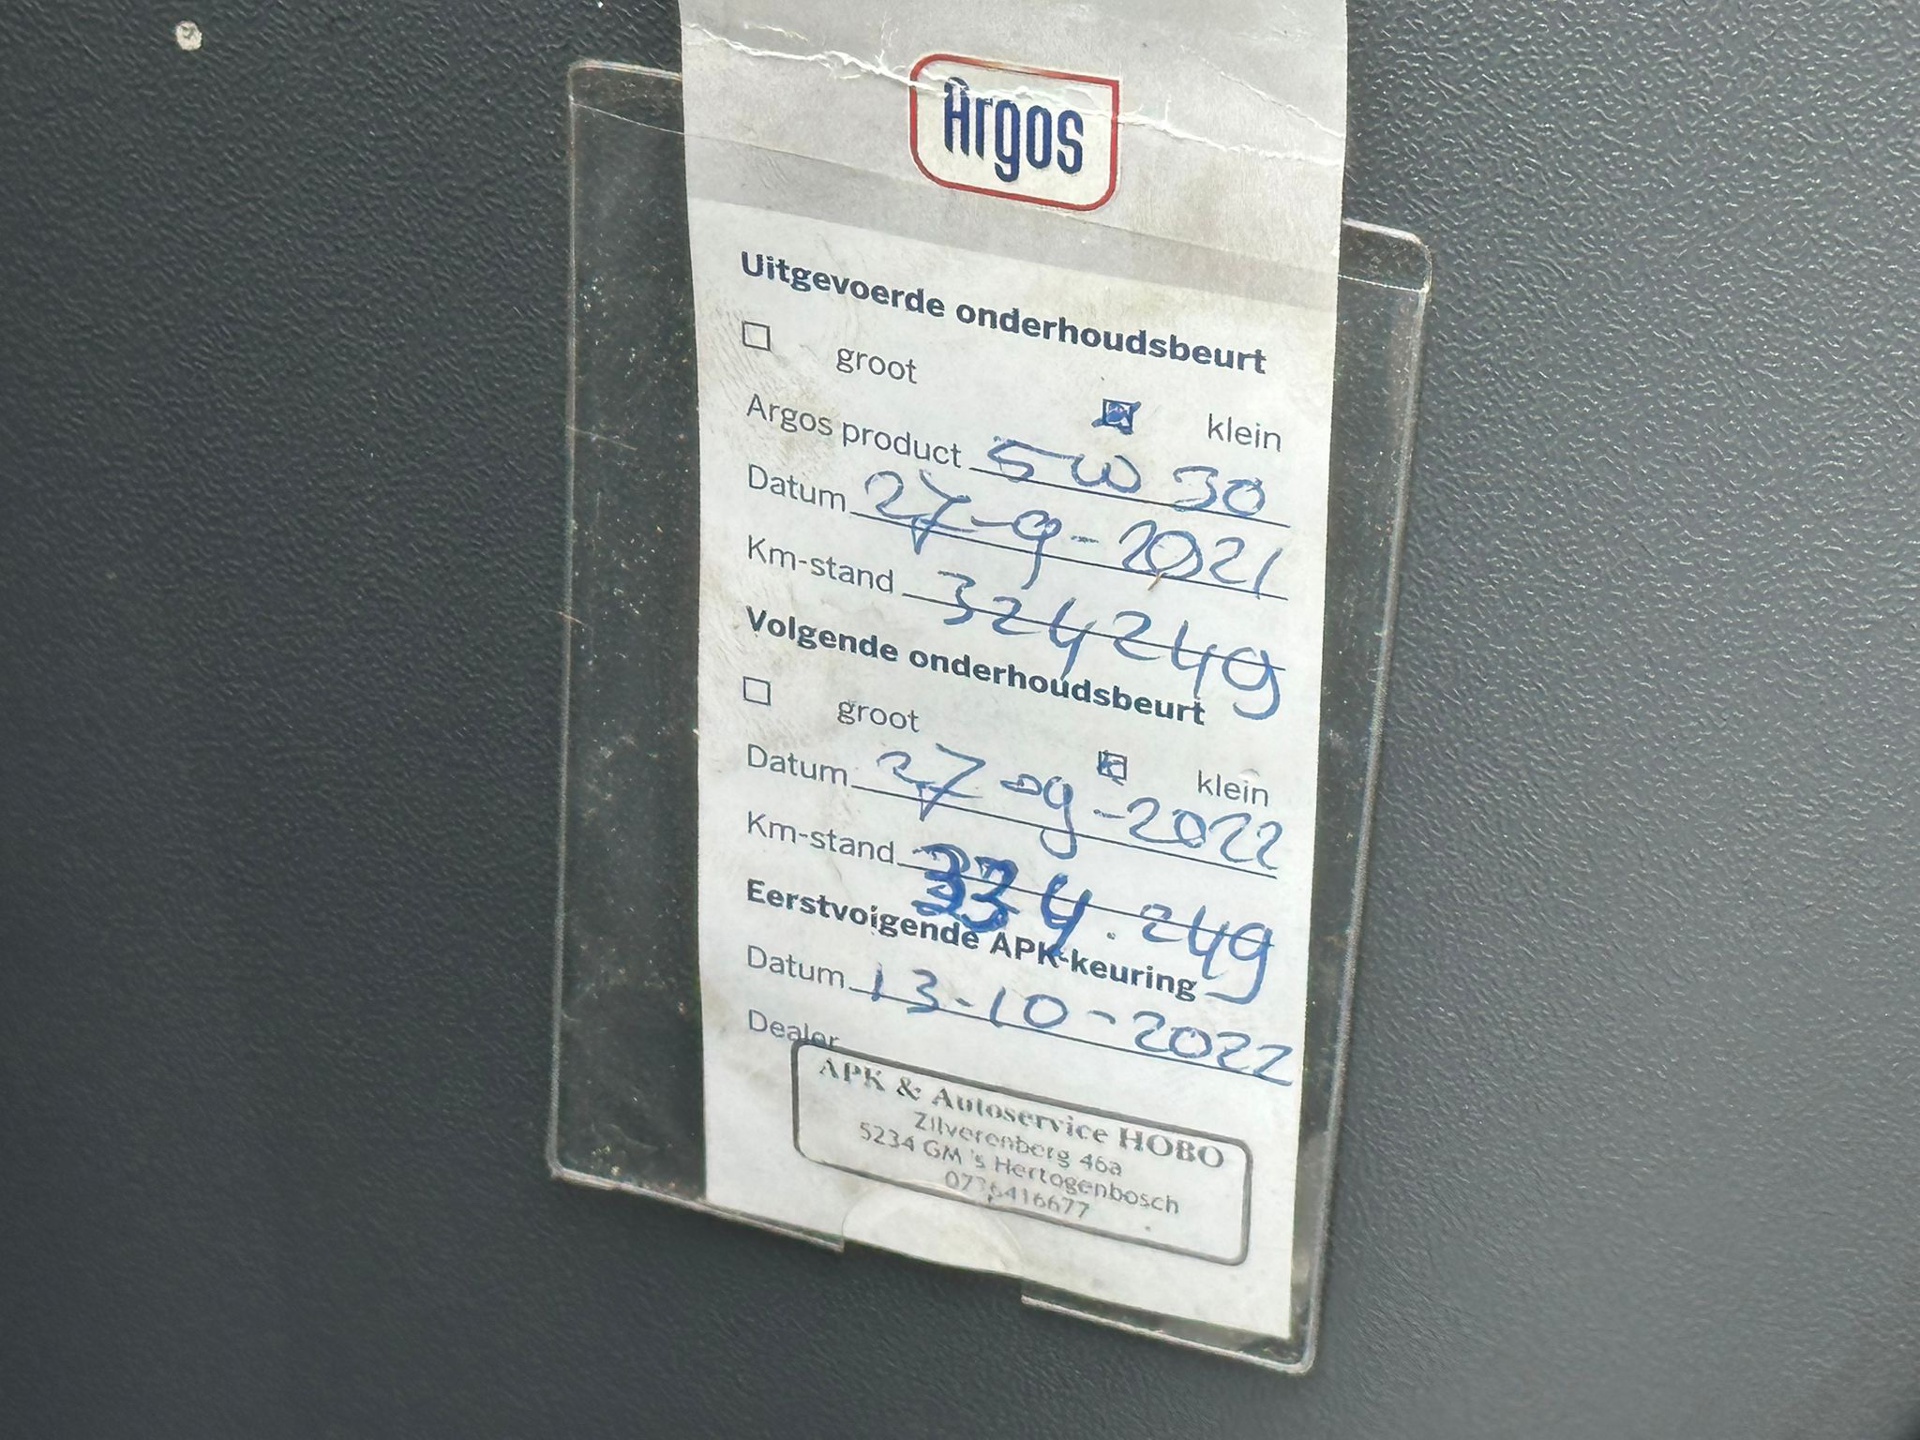 Argos
Uitgevoerde onderhoudsbeurt
groot klein
Argos product 5W 30
Datum 27-9-2021
Km-stand 324249
Volgende onderhoudsbeurt
groot klein
Datum 27-09-2022
Km-stand 334.249
Eerstvolgende APK-keuring
Datum 13-10-2022
Dealer
APK & Autoservice HOBO
Zilverenberg 46a
5234 GM 's Hertogenbosch
0736416677